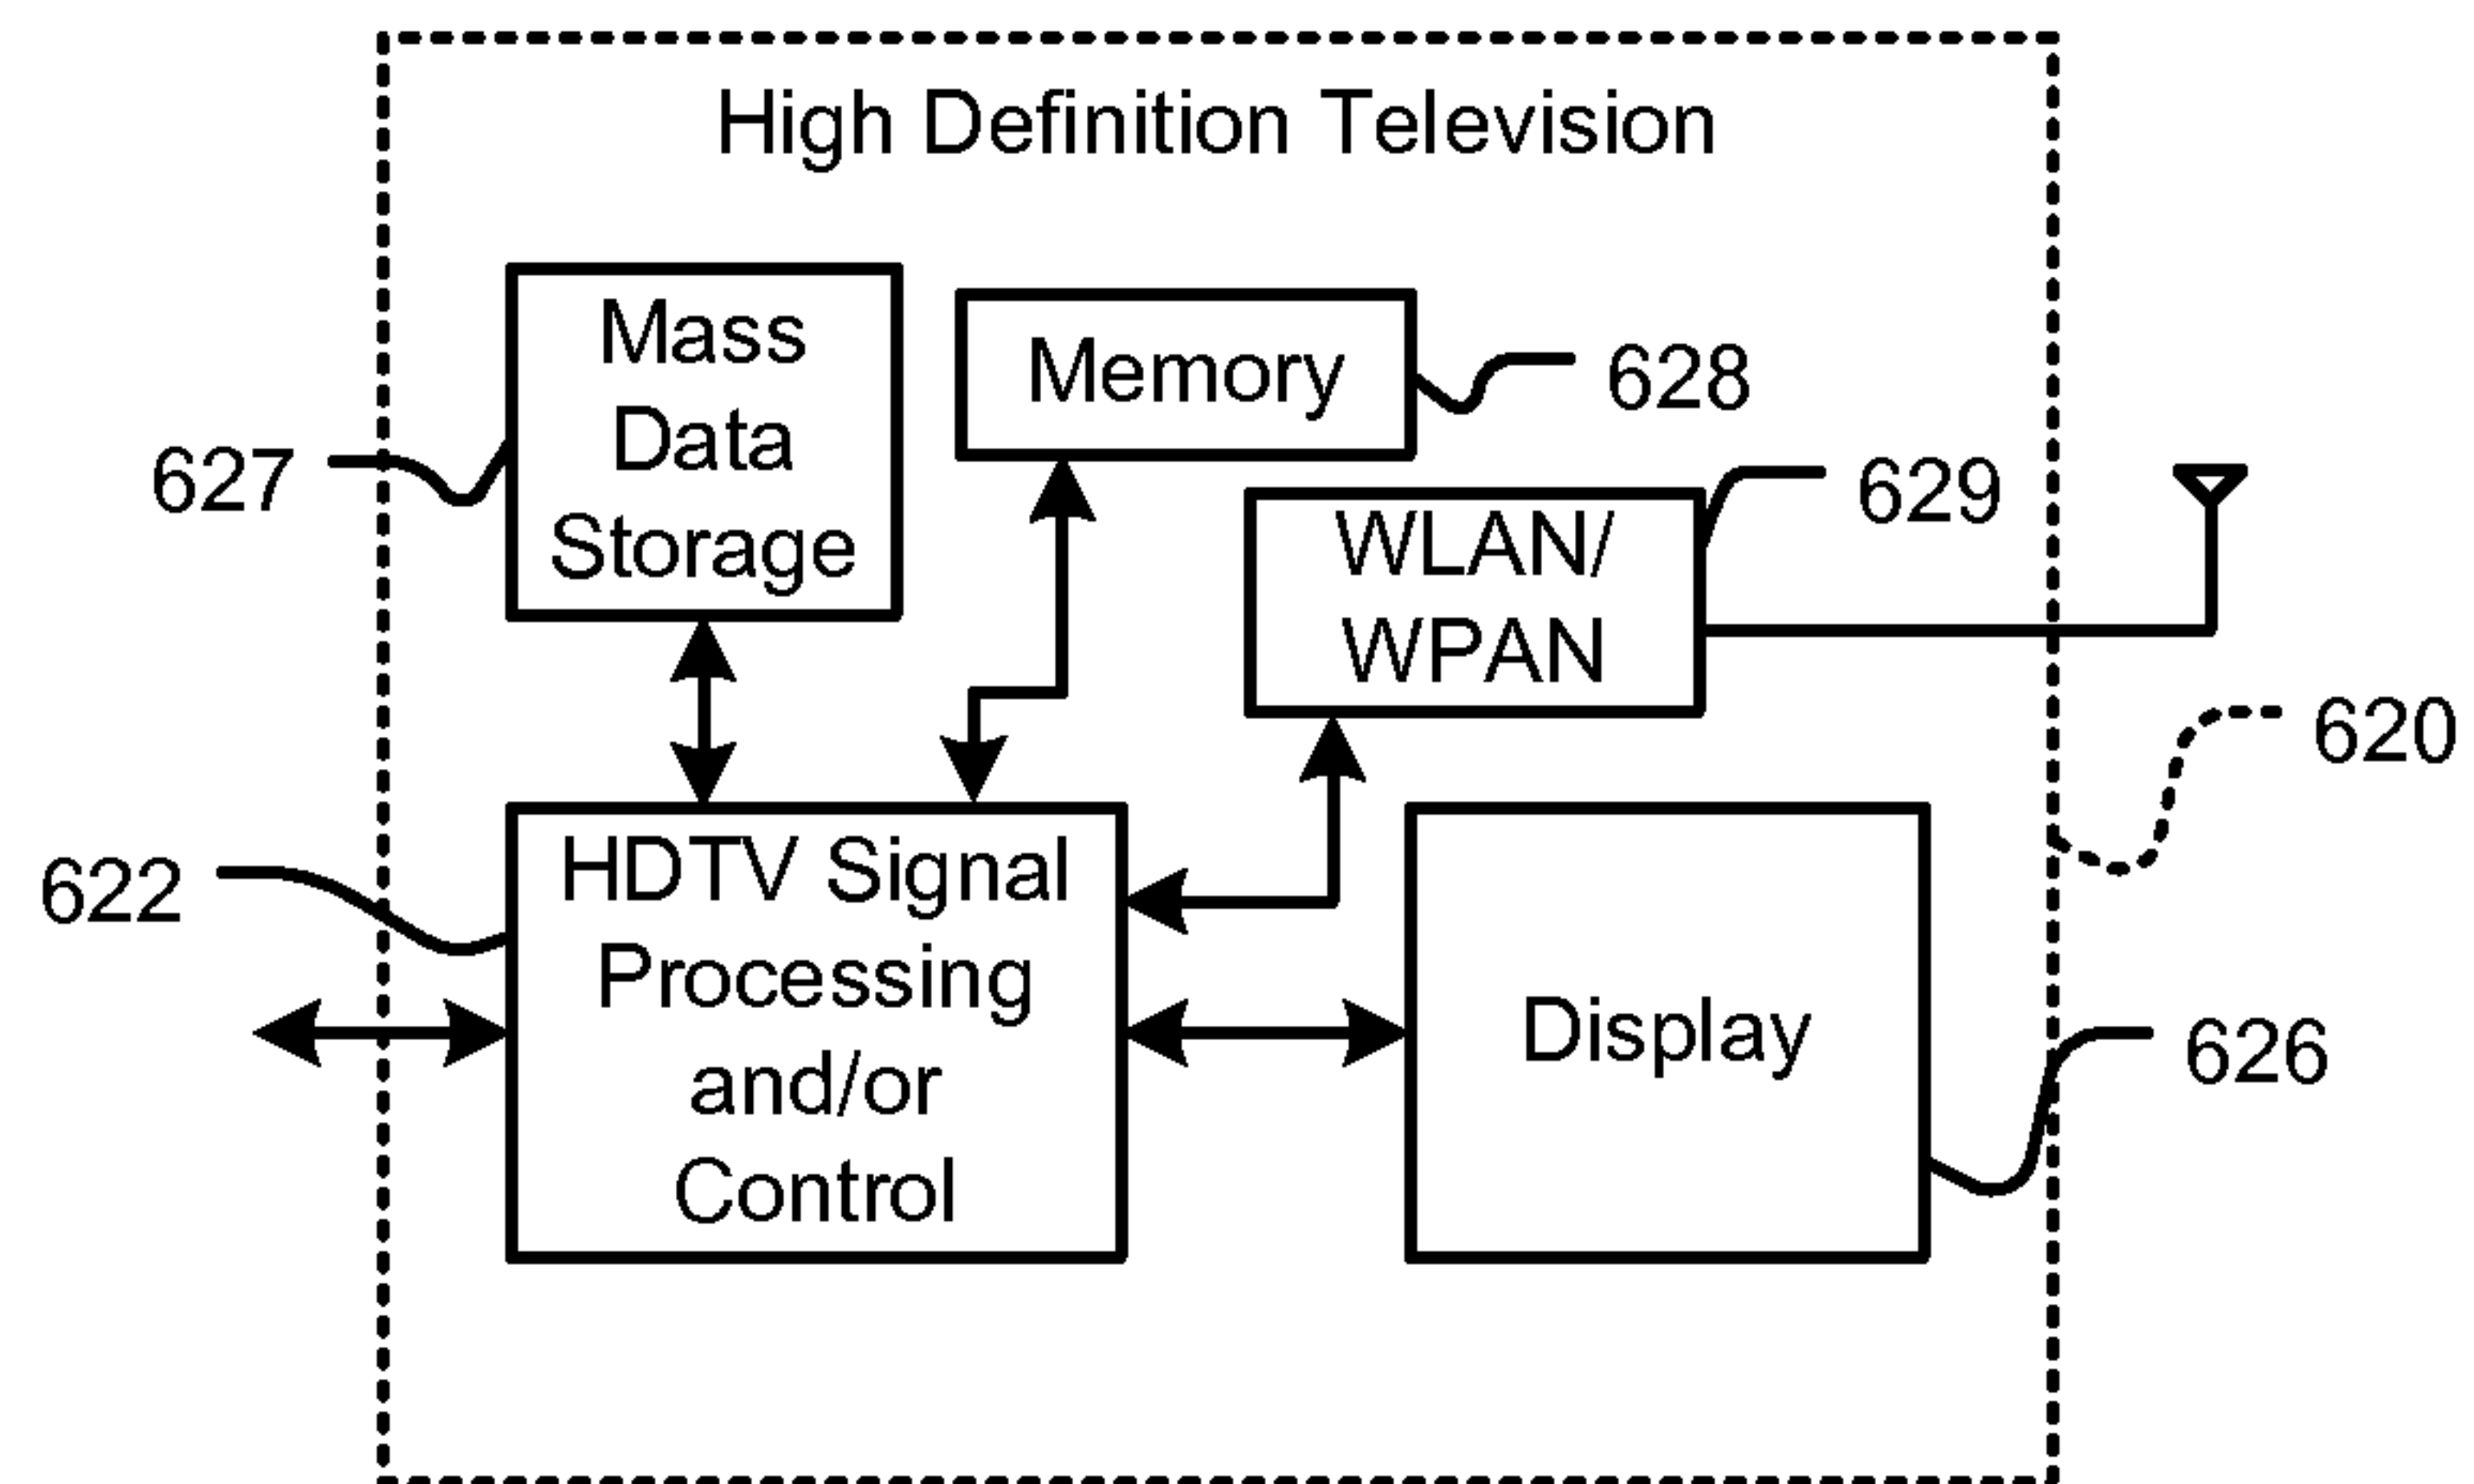 High Definition Television
Mass
Data
Storage
627
Memory
628
WLAN/
WPAN
629
620
HDTV Signal
Processing
and/or
Control
622
Display
626